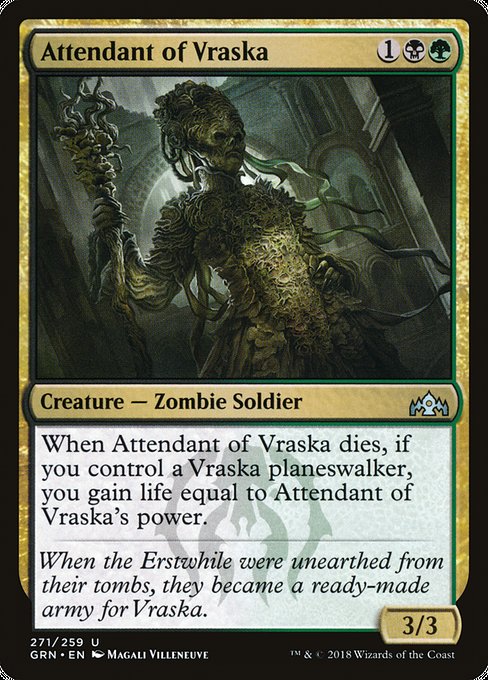 Attendant of Vraska 1
Creature — Zombie Soldier
When Attendant of Vraska dies, if
you control a Vraska planeswalker,
you gain life equal to Attendant of
Vraska's power.
When the Erstwhile were unearthed from
their tombs, they became a ready-made
army for Vraska.
3/3
271/259 U
GRN • EN Magali Villeneuve
™ & © 2018 Wizards of the Coast